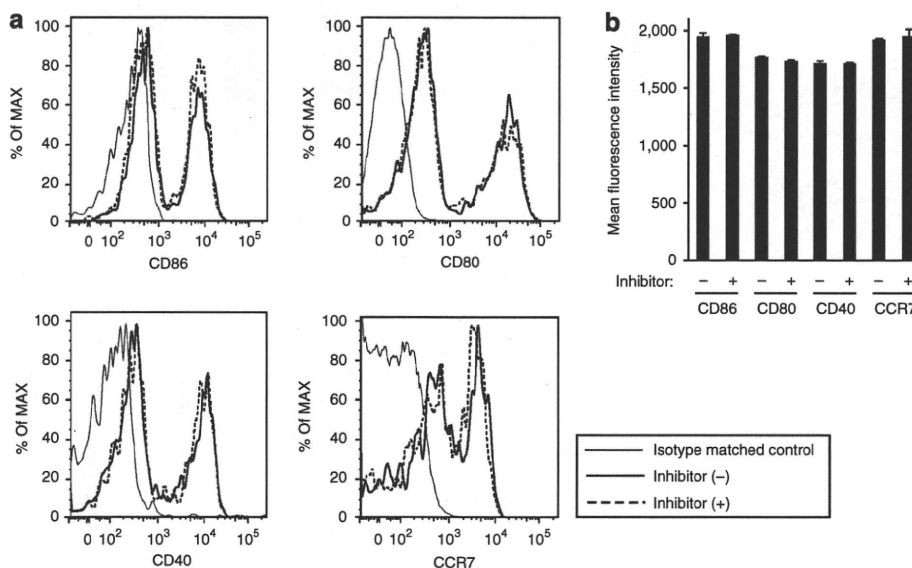 a
% Of MAX
100
80
60
40
20
0
0 10² 10³ 10⁴ 10⁵
CD86
% Of MAX
100
80
60
40
20
0
0 10² 10³ 10⁴ 10⁵
CD80
b
Mean fluorescence intensity
2,000
1,500
1,000
500
0
Inhibitor: – + – + – + – +
CD86 CD80 CD40 CCR7
% Of MAX
100
80
60
40
20
0
0 10² 10³ 10⁴ 10⁵
CD40
% Of MAX
100
80
60
40
20
0
0 10² 10³ 10⁴ 10⁵
CCR7
Isotype matched control
Inhibitor (–)
Inhibitor (+)